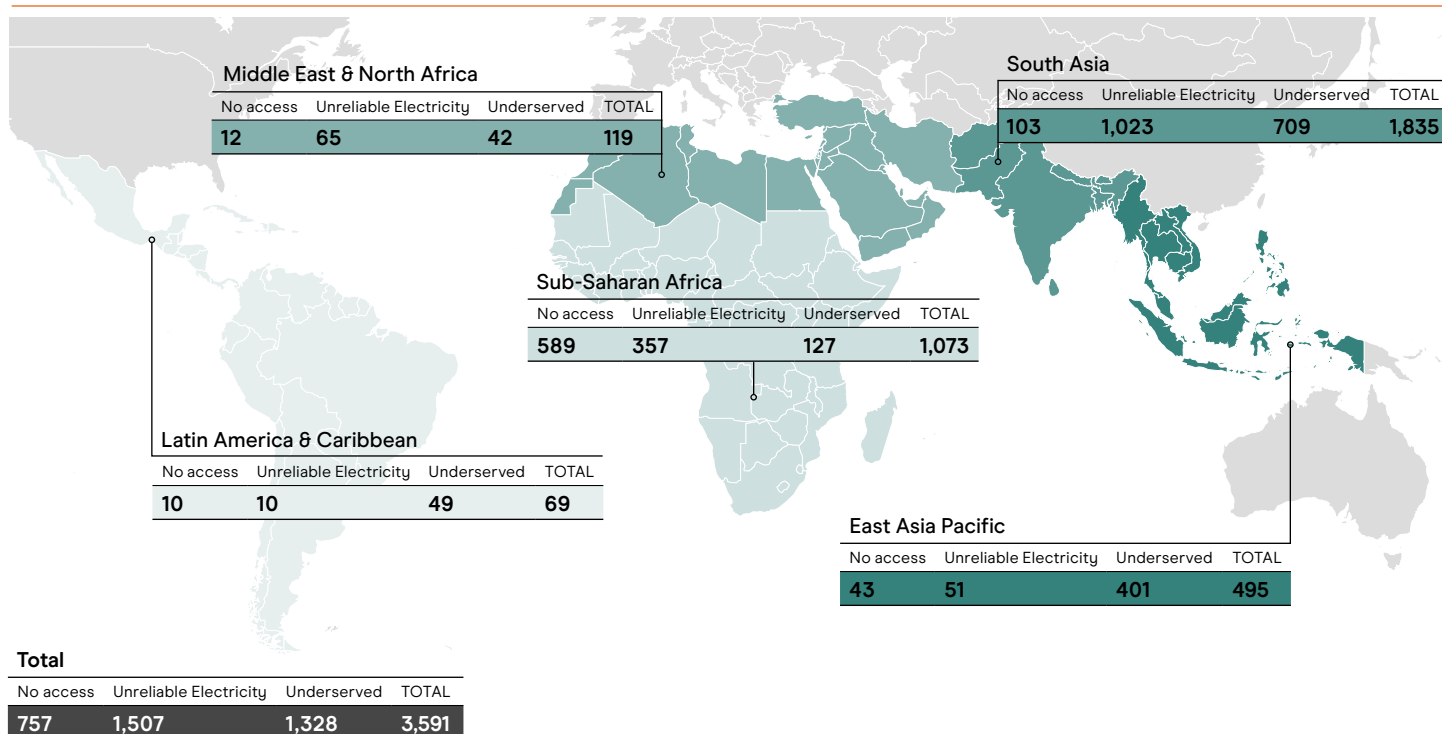 Middle East & North Africa
No access Unreliable Electricity Underserved TOTAL
12 65 42 119
South Asia
No access Unreliable Electricity Underserved TOTAL
103 1,023 709 1,835
Sub-Saharan Africa
No access Unreliable Electricity Underserved TOTAL
589 357 127 1,073
Latin America & Caribbean
No access Unreliable Electricity Underserved TOTAL
10 10 49 69
East Asia Pacific
No access Unreliable Electricity Underserved TOTAL
43 51 401 495
Total
No access Unreliable Electricity Underserved TOTAL
757 1,507 1,328 3,591